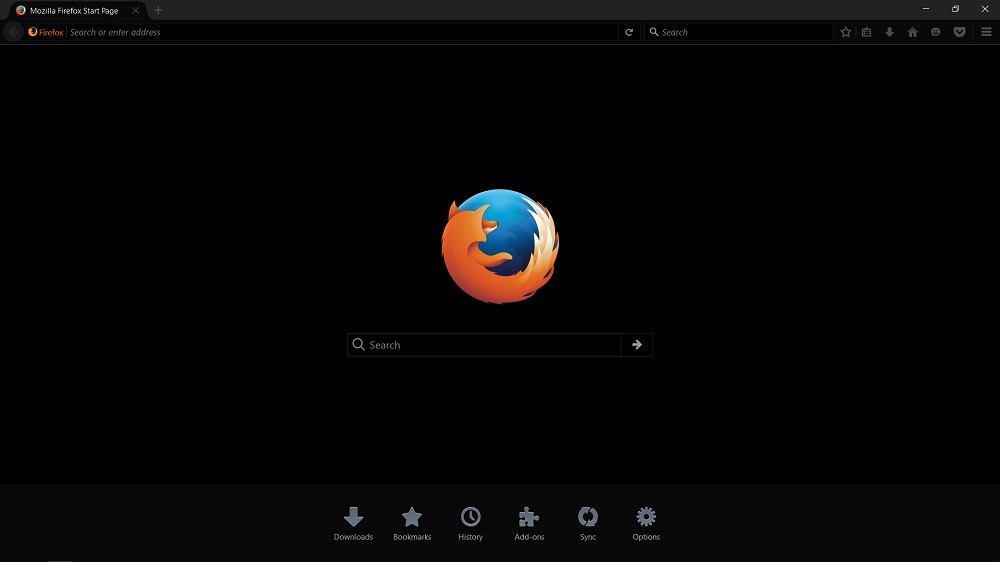 Mozilla Firefox Start Page
Firefox Search or enter address Search
Search
Downloads Bookmarks History Add-ons Sync Options